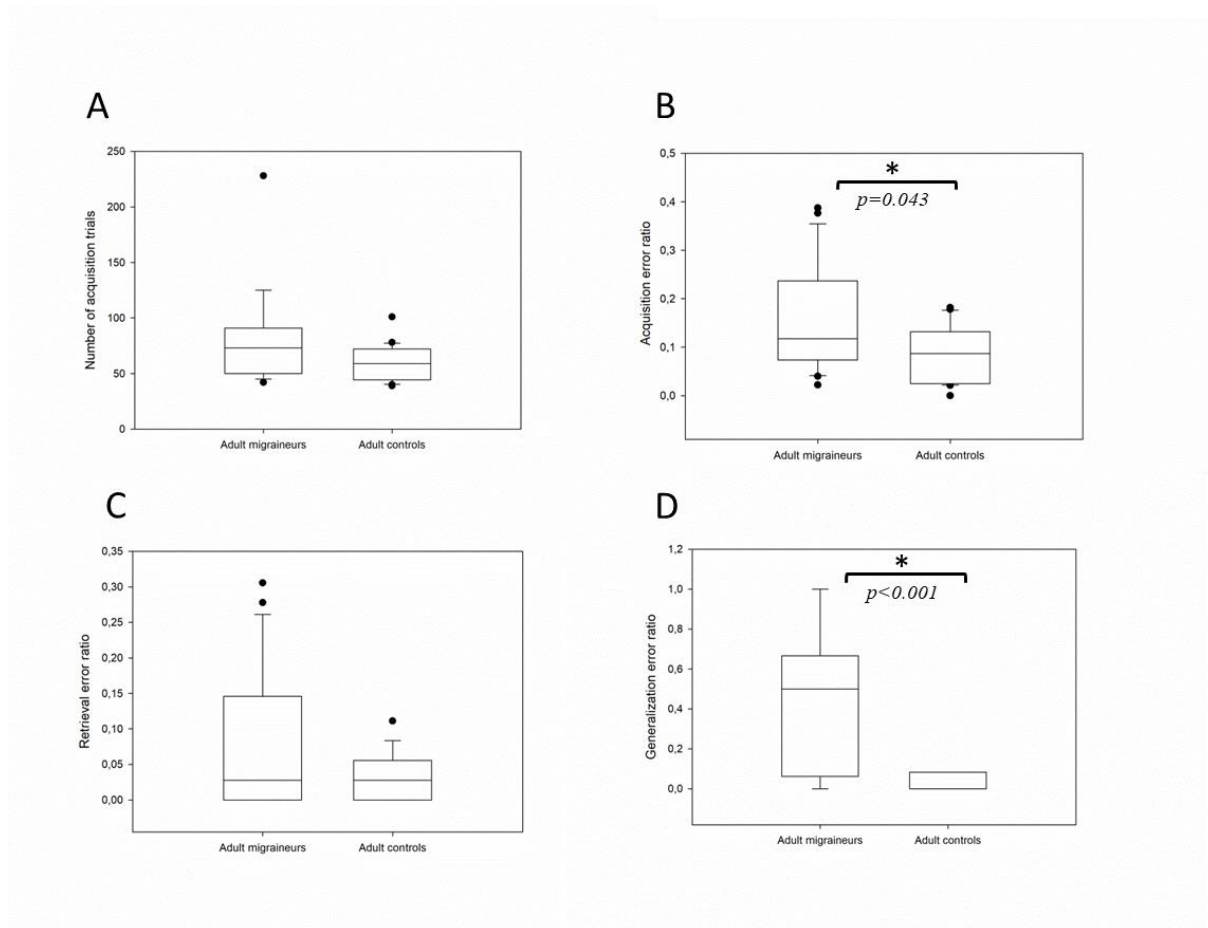 A
Number of acquisition trials
250
200
150
100
50
0
Adult migraineurs Adult controls
B
Acquisition error ratio
0,5
0,4
0,3
0,2
0,1
0,0
*
p=0.043
Adult migraineurs Adult controls
C
Retrieval error ratio
0,35
0,30
0,25
0,20
0,15
0,10
0,05
0,00
Adult migraineurs Adult controls
D
Generalization error ratio
1,2
1,0
0,8
0,6
0,4
0,2
0,0
*
p<0.001
Adult migraineurs Adult controls